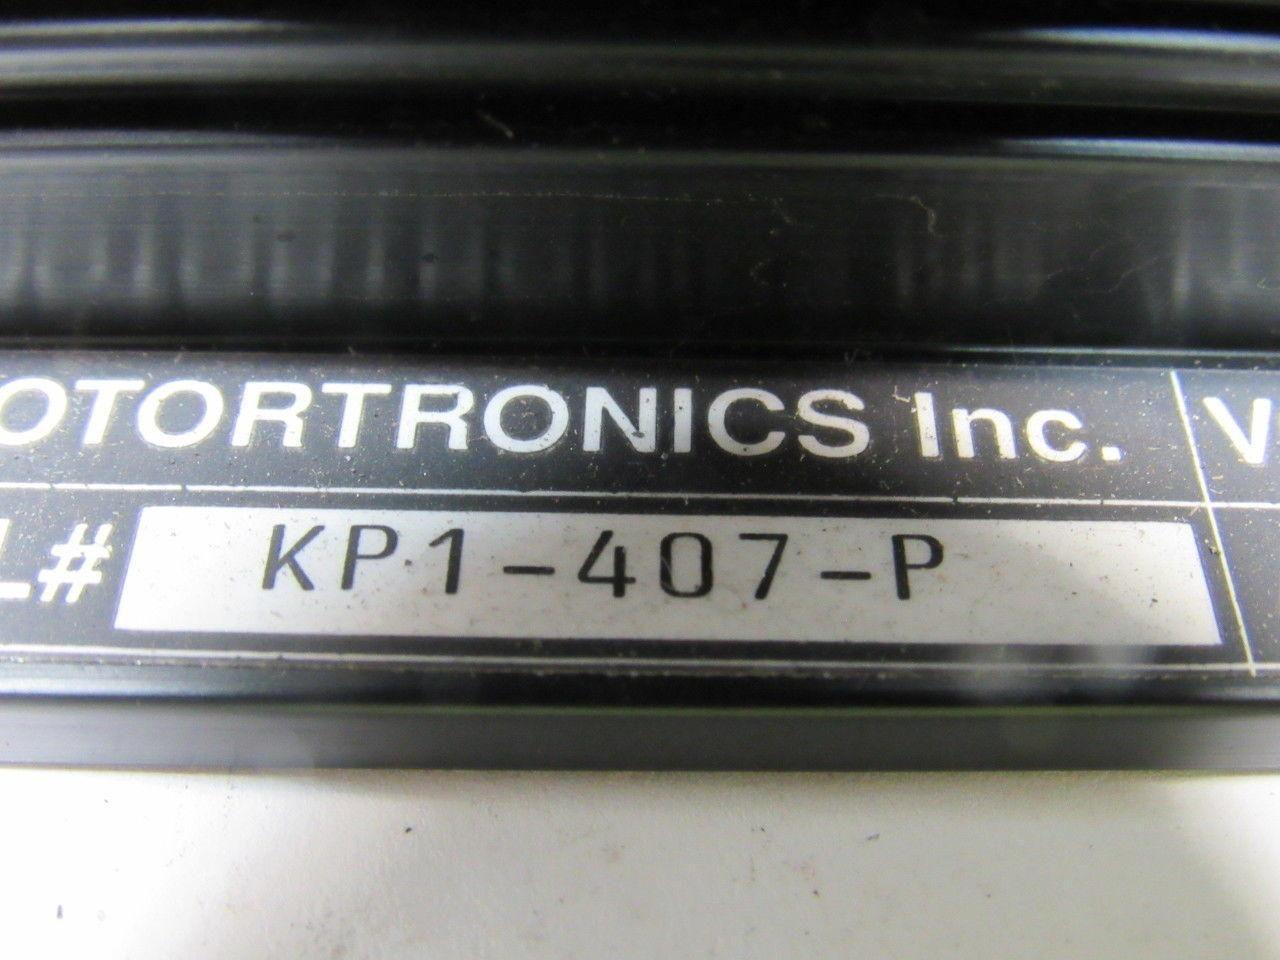 OTORTRONICS Inc. V
L# KP1-407-P